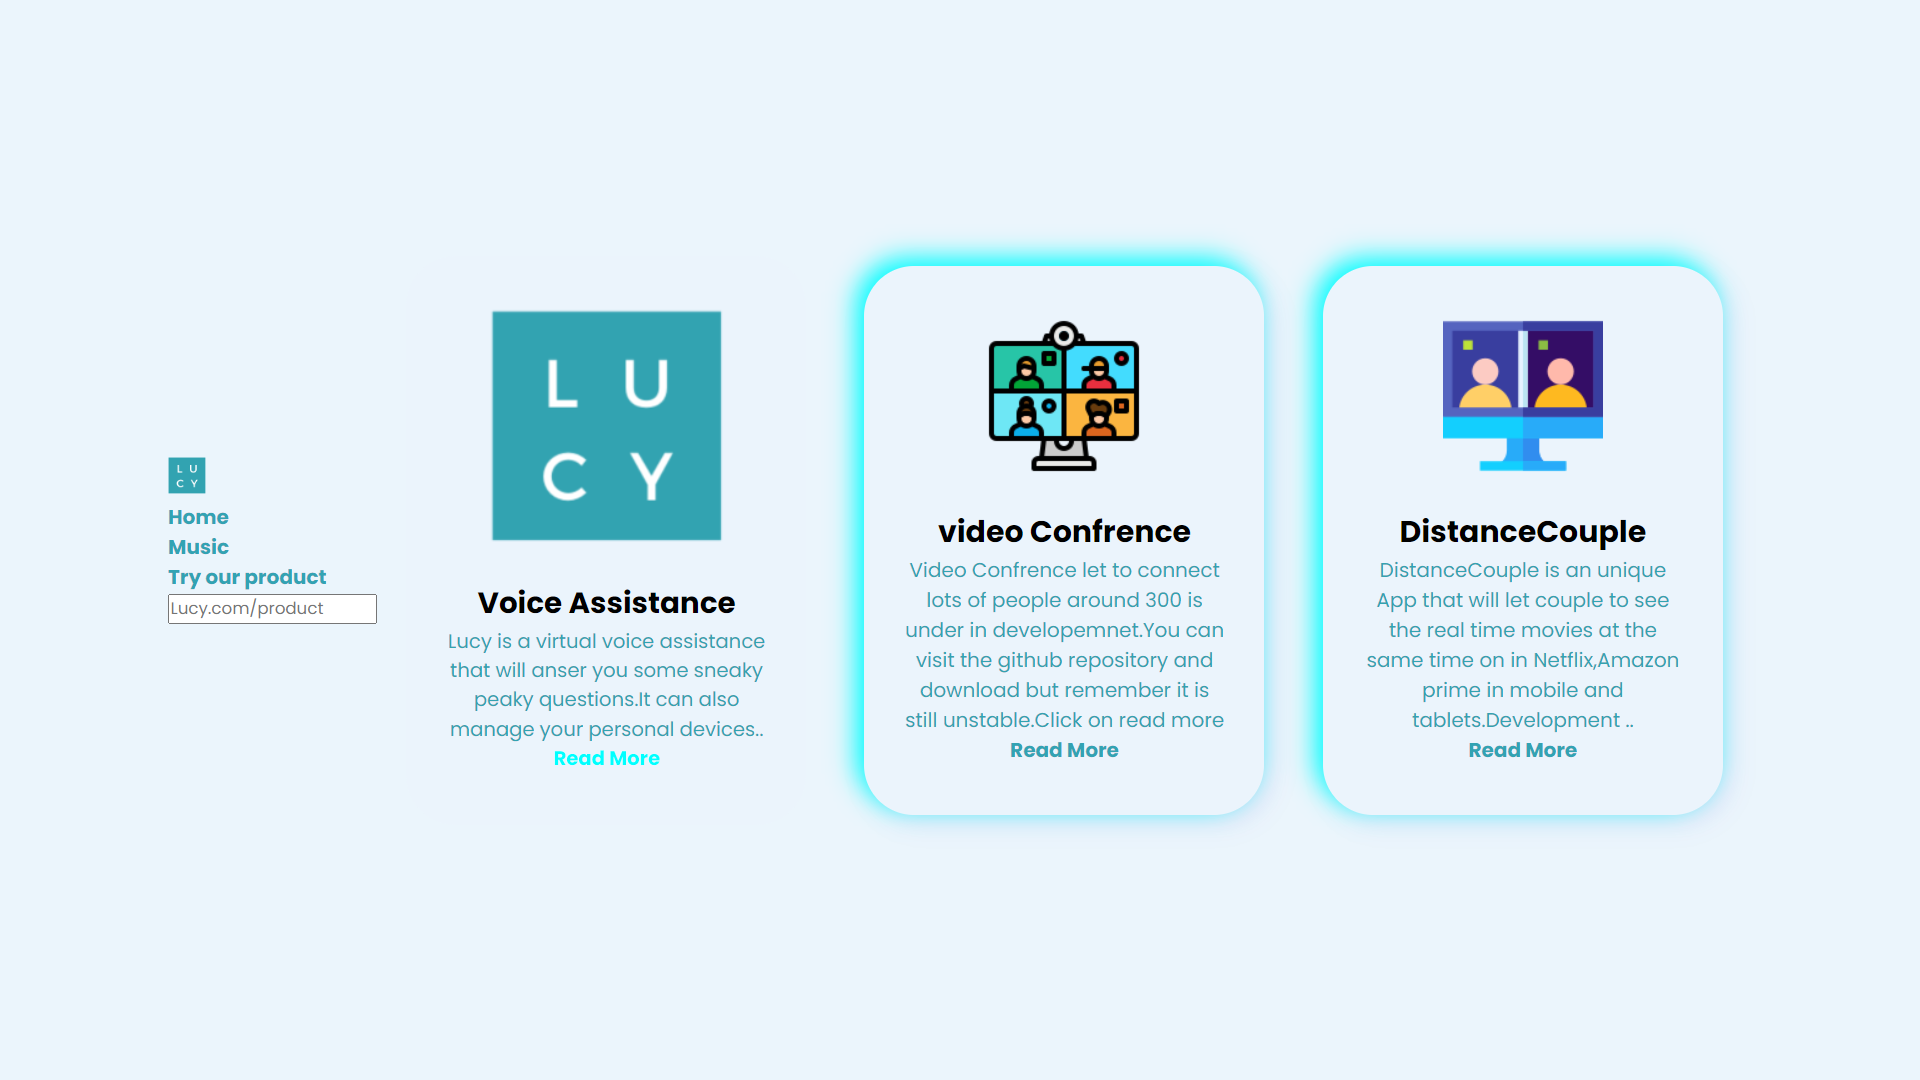 L U
C Y
Home
Music
Try our product
Lucy.com/product
L U
C Y
Voice Assistance
Lucy is a virtual voice assistance
that will anser you some sneaky
peaky questions.It can also
manage your personal devices..
Read More
video Confrence
Video Confrence let to connect
lots of people around 300 is
under in developemnet.You can
visit the github repository and
download but remember it is
still unstable.Click on read more
Read More
DistanceCouple
DistanceCouple is an unique
App that will let couple to see
the real time movies at the
same time on in Netflix,Amazon
prime in mobile and
tablets.Development ..
Read More